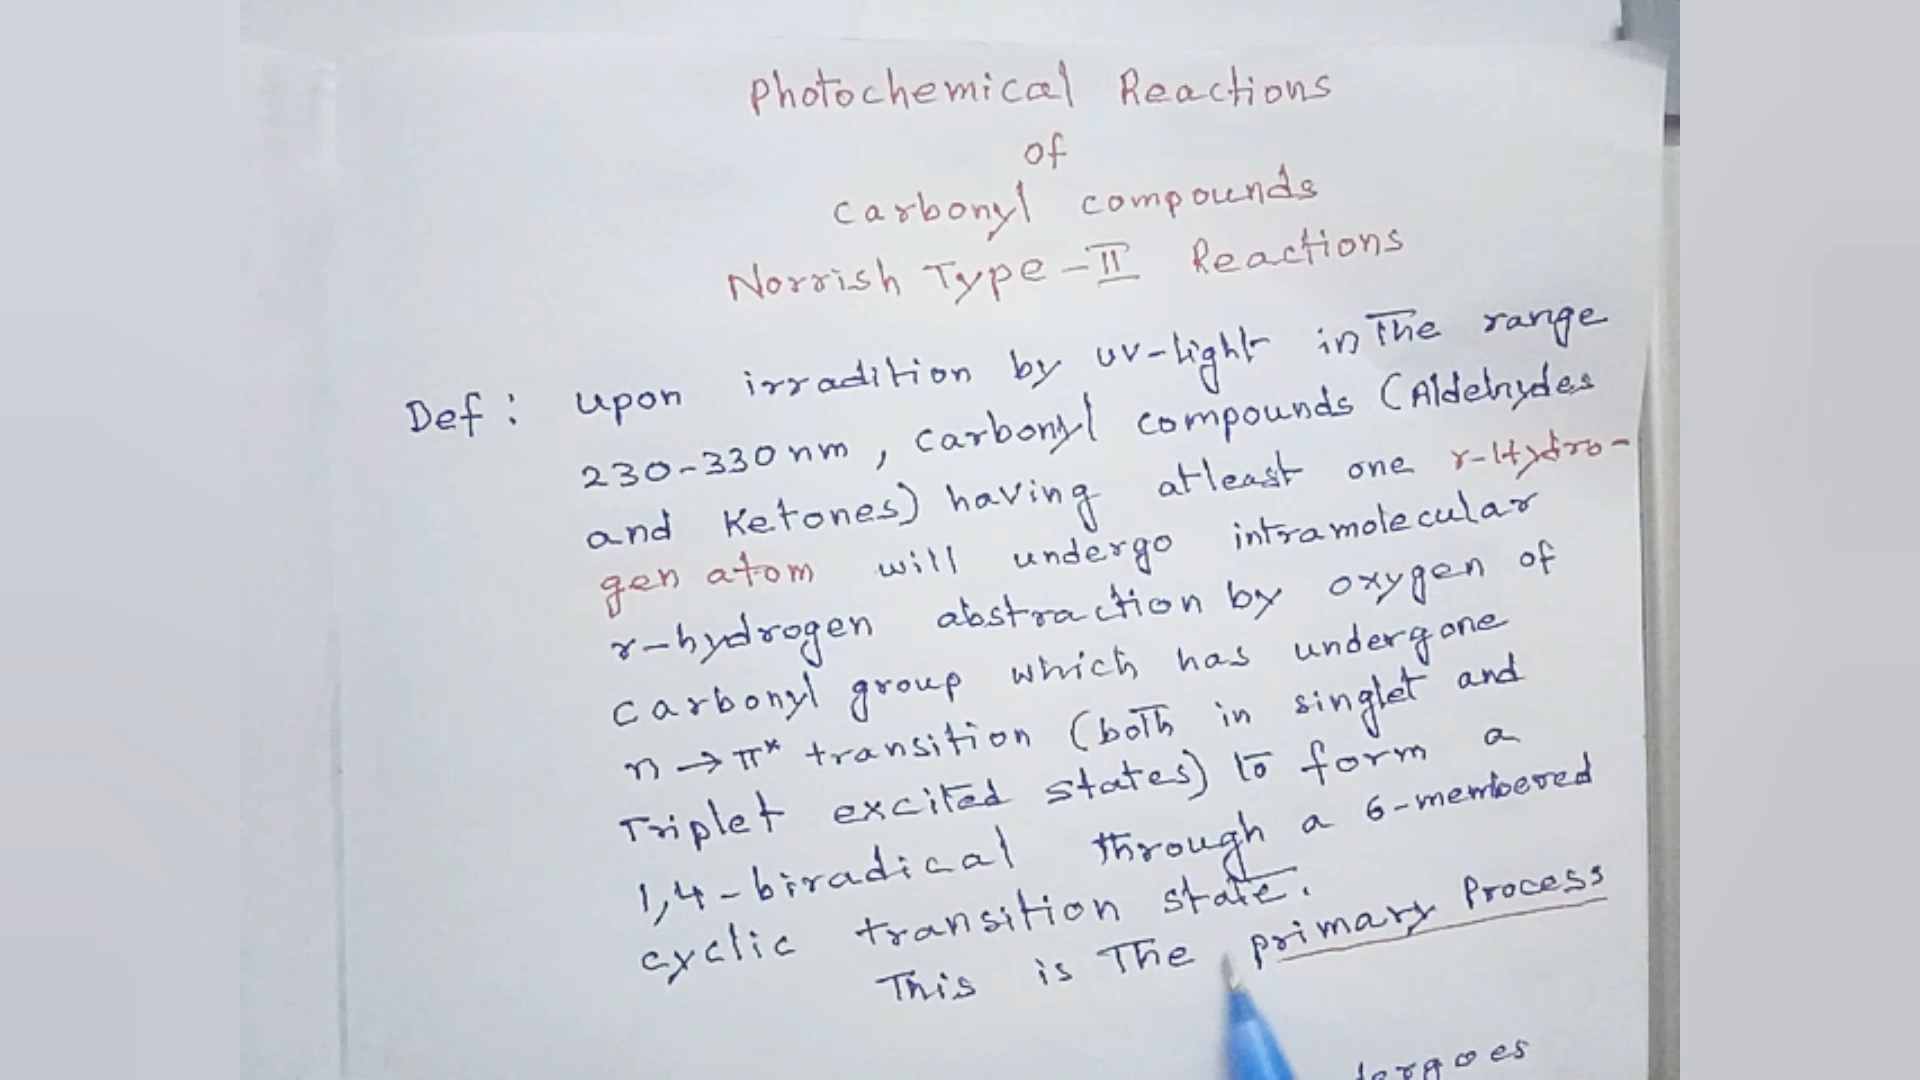 Photochemical Reactions
of
Carbonyl compounds
Norrish Type-II Reactions
Def: upon irradition by uv-light in The range
230-330nm, carbonyl compounds (Aldehydes
and Ketones) having atleast one γ-Hydro-
gen atom will undergo intramolecular
γ-hydrogen abstraction by oxygen of
carbonyl group which has undergone
n→π* transition (both in singlet and
Triplet excited states) to form a
1,4-biradical through a 6-membered
cyclic transition state.
This is The primary Process